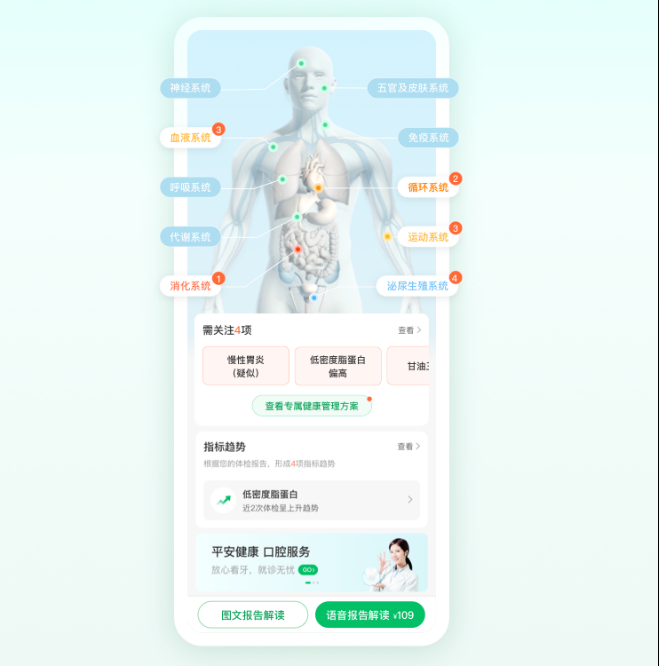 神经系统
五官及皮肤系统
血液系统 3
免疫系统
呼吸系统
循环系统 2
代谢系统
运动系统 3
消化系统 1
泌尿生殖系统 4
需关注4项 查看
慢性胃炎
（疑似）
低密度脂蛋白
偏高
甘油
查看专属健康管理方案
指标趋势 查看
根据您的体检报告，形成4项指标趋势
低密度脂蛋白
近2次体检呈上升趋势
平安健康 口腔服务
放心看牙，就诊无忧 GO
图文报告解读
语音报告解读 ¥109